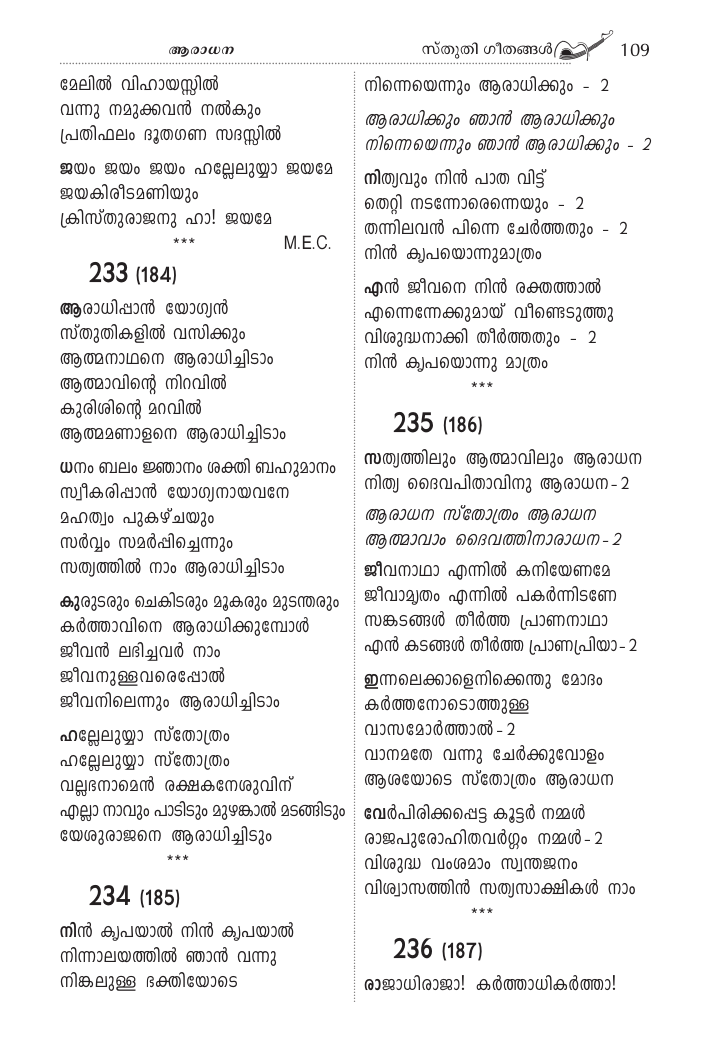 ആരാധന
സ്തുതി ഗീതങ്ങൾ 109
മേലിൽ വിഹായസ്സിൽ
വന്നു നമുക്കവൻ നൽകും
പ്രതിഫലം ദൂതഗണ സദസ്സിൽ
ജയം ജയം ജയം ഹല്ലേലുയ്യാ ജയമേ
ജയകിരീടമണിയും
ക്രിസ്തുരാജനു ഹാ! ജയമേ
*** M.E.C.
233 (184)
ആരാധിപ്പാൻ യോഗ്യൻ
സ്തുതികളിൽ വസിക്കും
ആത്മനാഥനെ ആരാധിച്ചിടാം
ആത്മാവിന്റെ നിറവിൽ
കുരിശിന്റെ മറവിൽ
ആത്മമണാളനെ ആരാധിച്ചിടാം
ധനം ബലം ജ്ഞാനം ശക്തി ബഹുമാനം
സ്വീകരിപ്പാൻ യോഗ്യനായവനേ
മഹത്വം പുകഴ്ചയും
സർവ്വം സമർപ്പിച്ചെന്നും
സത്യത്തിൽ നാം ആരാധിച്ചിടാം
കുരുടരും ചെകിടരും മൂകരും മുടന്തരും
കർത്താവിനെ ആരാധിക്കുമ്പോൾ
ജീവൻ ലഭിച്ചവർ നാം
ജീവനുള്ളവരെപ്പോൽ
ജീവനിലെന്നും ആരാധിച്ചിടാം
ഹല്ലേലുയ്യാ സ്തോത്രം
ഹല്ലേലുയ്യാ സ്തോത്രം
വല്ലഭനാമെൻ രക്ഷകനേശുവിന്
എല്ലാ നാവും പാടിടും മുഴങ്കാൽ മടങ്ങിടും
യേശുരാജനെ ആരാധിച്ചിടും
***
234 (185)
നിൻ കൃപയാൽ നിൻ കൃപയാൽ
നിന്നാലയത്തിൽ ഞാൻ വന്നു
നിങ്കലുള്ള ഭക്തിയോടെ
നിന്നെയെന്നും ആരാധിക്കും - 2
ആരാധിക്കും ഞാൻ ആരാധിക്കും
നിന്നെയെന്നും ഞാൻ ആരാധിക്കും - 2
നിത്യവും നിൻ പാത വിട്ട്
തെറ്റി നടന്നോരെന്നെയും - 2
തന്നിലവൻ പിന്നെ ചേർത്തതും - 2
നിൻ കൃപയൊന്നുമാത്രം
എൻ ജീവനെ നിൻ രക്തത്താൽ
എന്നെന്നേക്കുമായ് വീണ്ടെടുത്തു
വിശുദ്ധനാക്കി തീർത്തതും - 2
നിൻ കൃപയൊന്നു മാത്രം
***
235 (186)
സത്യത്തിലും ആത്മാവിലും ആരാധന
നിത്യ ദൈവപിതാവിനു ആരാധന-2
ആരാധന സ്തോത്രം ആരാധന
ആത്മാവാം ദൈവത്തിനാരാധന-2
ജീവനാഥാ എന്നിൽ കനിയേണമേ
ജീവാമൃതം എന്നിൽ പകർന്നിടണേ
സങ്കടങ്ങൾ തീർത്ത പ്രാണനാഥാ
എൻ കടങ്ങൾ തീർത്ത പ്രാണപ്രിയാ-2
ഇന്നലെക്കാളെനിക്കെന്തു മോദം
കർത്തനോടൊത്തുള്ള
വാസമോർത്താൽ-2
വാനമതേ വന്നു ചേർക്കുവോളം
ആശയോടെ സ്തോത്രം ആരാധന
വേർപിരിക്കപ്പെട്ട കൂട്ടർ നമ്മൾ
രാജപുരോഹിതവർഗ്ഗം നമ്മൾ-2
വിശുദ്ധ വംശമാം സ്വന്തജനം
വിശ്വാസത്തിൻ സത്യസാക്ഷികൾ നാം
***
236 (187)
രാജാധിരാജാ! കർത്താധികർത്താ!